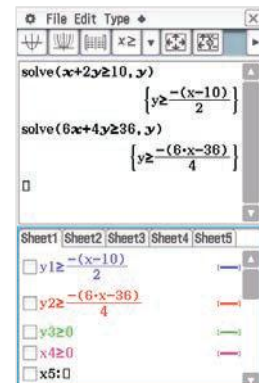 File Edit Type
solve(x+2y≥10, y)
{y≥-(x-10)/2}
solve(6x+4y≥36, y)
{y≥-(6·x-36)/4}
Sheet1 Sheet2 Sheet3 Sheet4 Sheet5
y1≥-(x-10)/2
y2≥-(6·x-36)/4
y3≥0
x4≥0
x5: